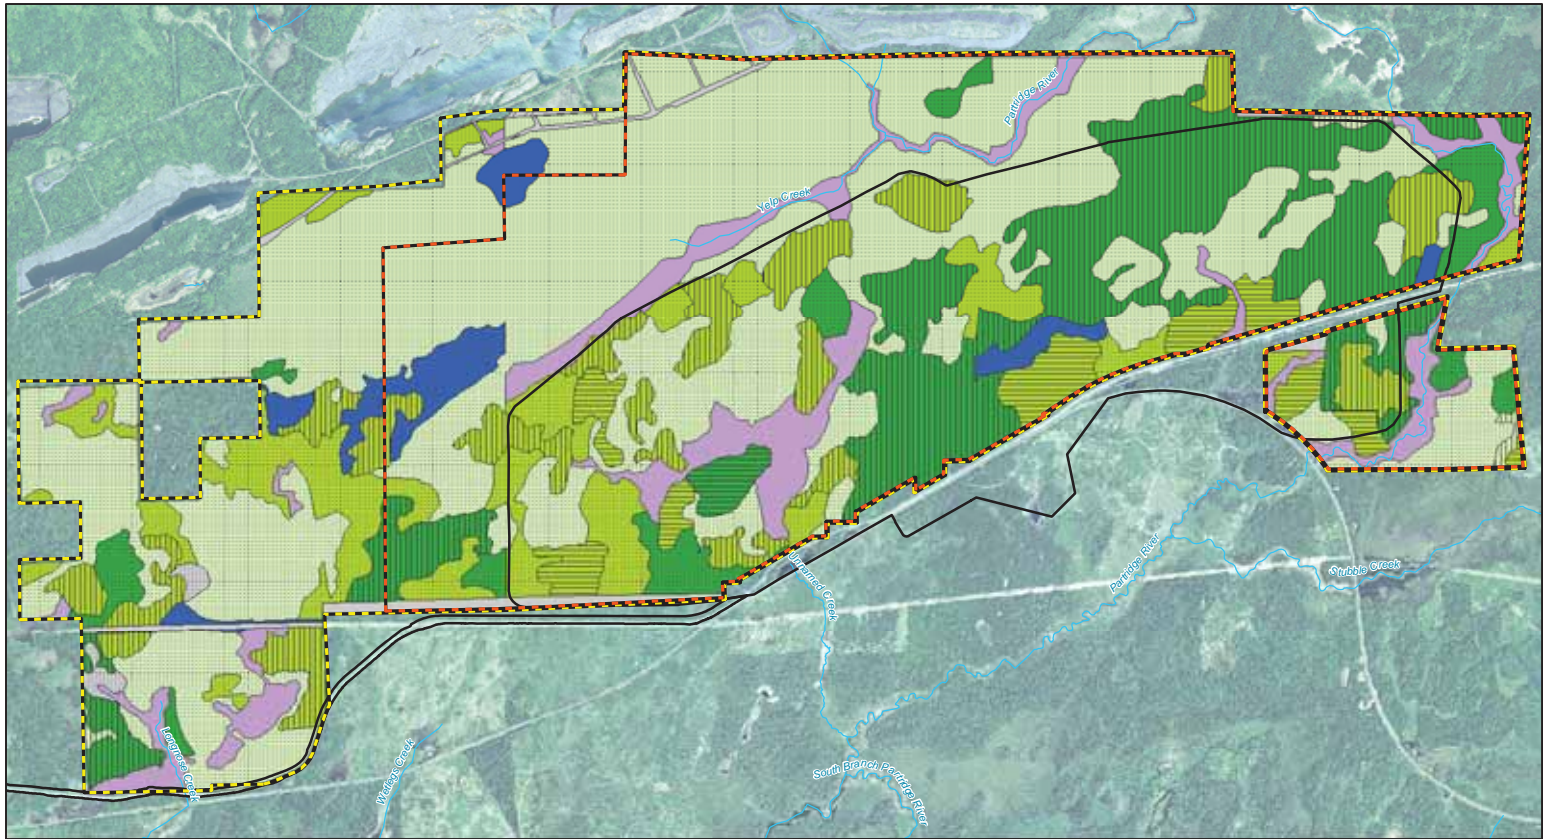 Partridge River
Yelp Creek
Unnamed Creek
Partridge River
Stubble Creek
Longnose Creek
Wetlegs Creek
South Branch Partridge River